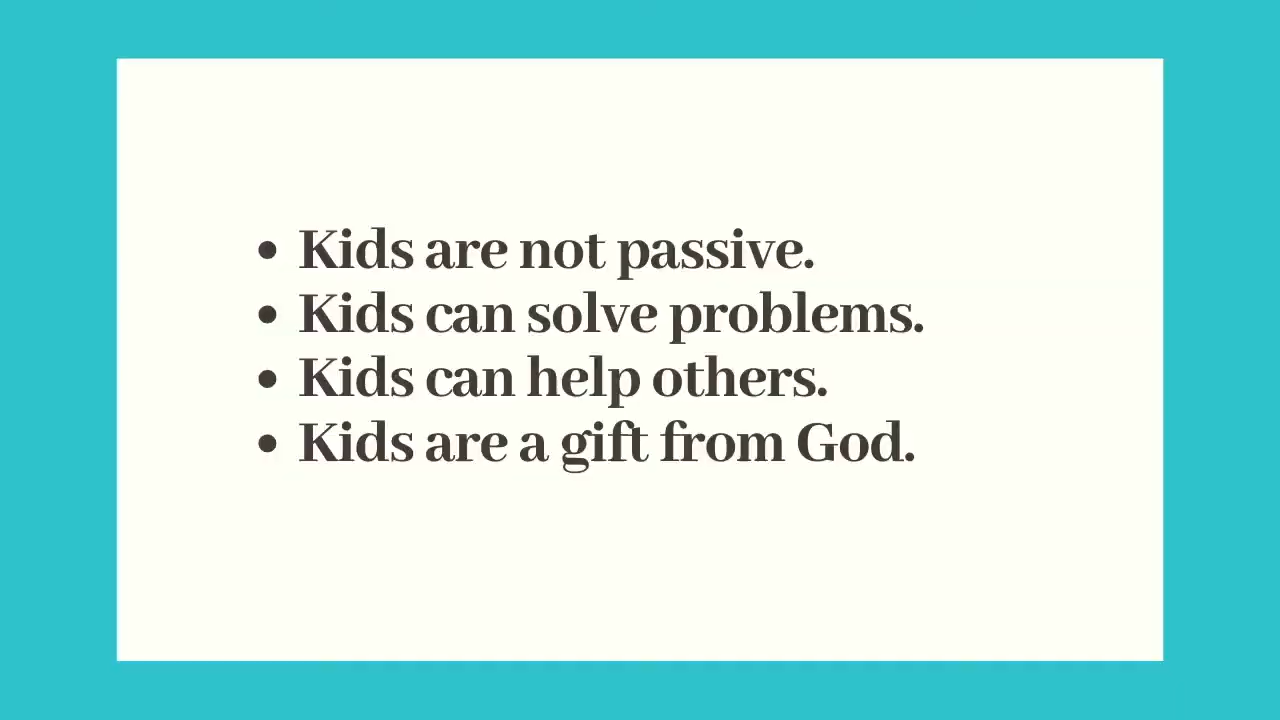 • Kids are not passive.
• Kids can solve problems.
• Kids can help others.
• Kids are a gift from God.